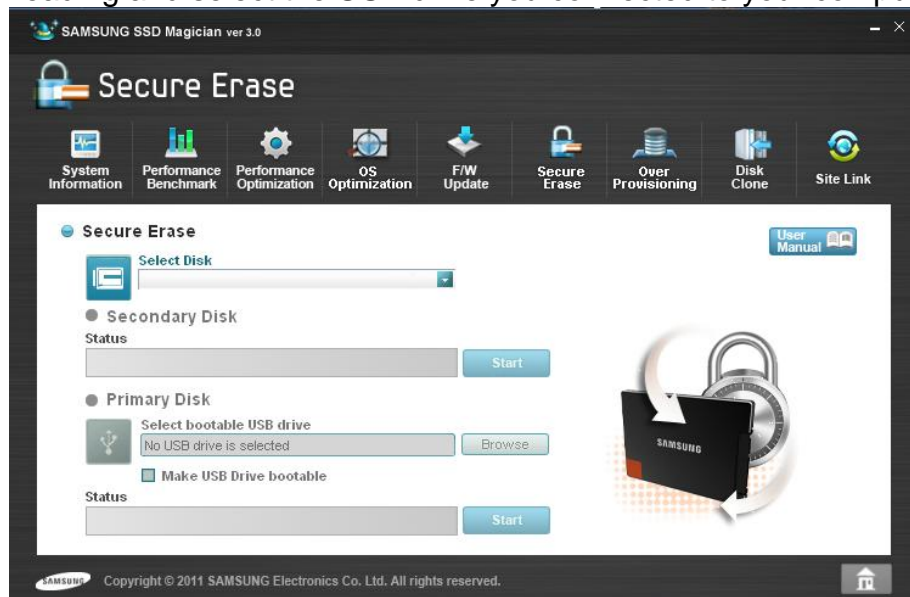 SAMSUNG SSD Magician ver 3.0
Secure Erase
System Information
Performance Benchmark
Performance Optimization
OS Optimization
F/W Update
Secure Erase
Over Provisioning
Disk Clone
Site Link
Secure Erase
User Manual
Select Disk
Secondary Disk
Status
Start
Primary Disk
Select bootable USB drive
No USB drive is selected
Browse
SAMSUNG
Make USB Drive bootable
Status
Start
SAMSUNG
Copyright © 2011 SAMSUNG Electronics Co. Ltd. All rights reserved.